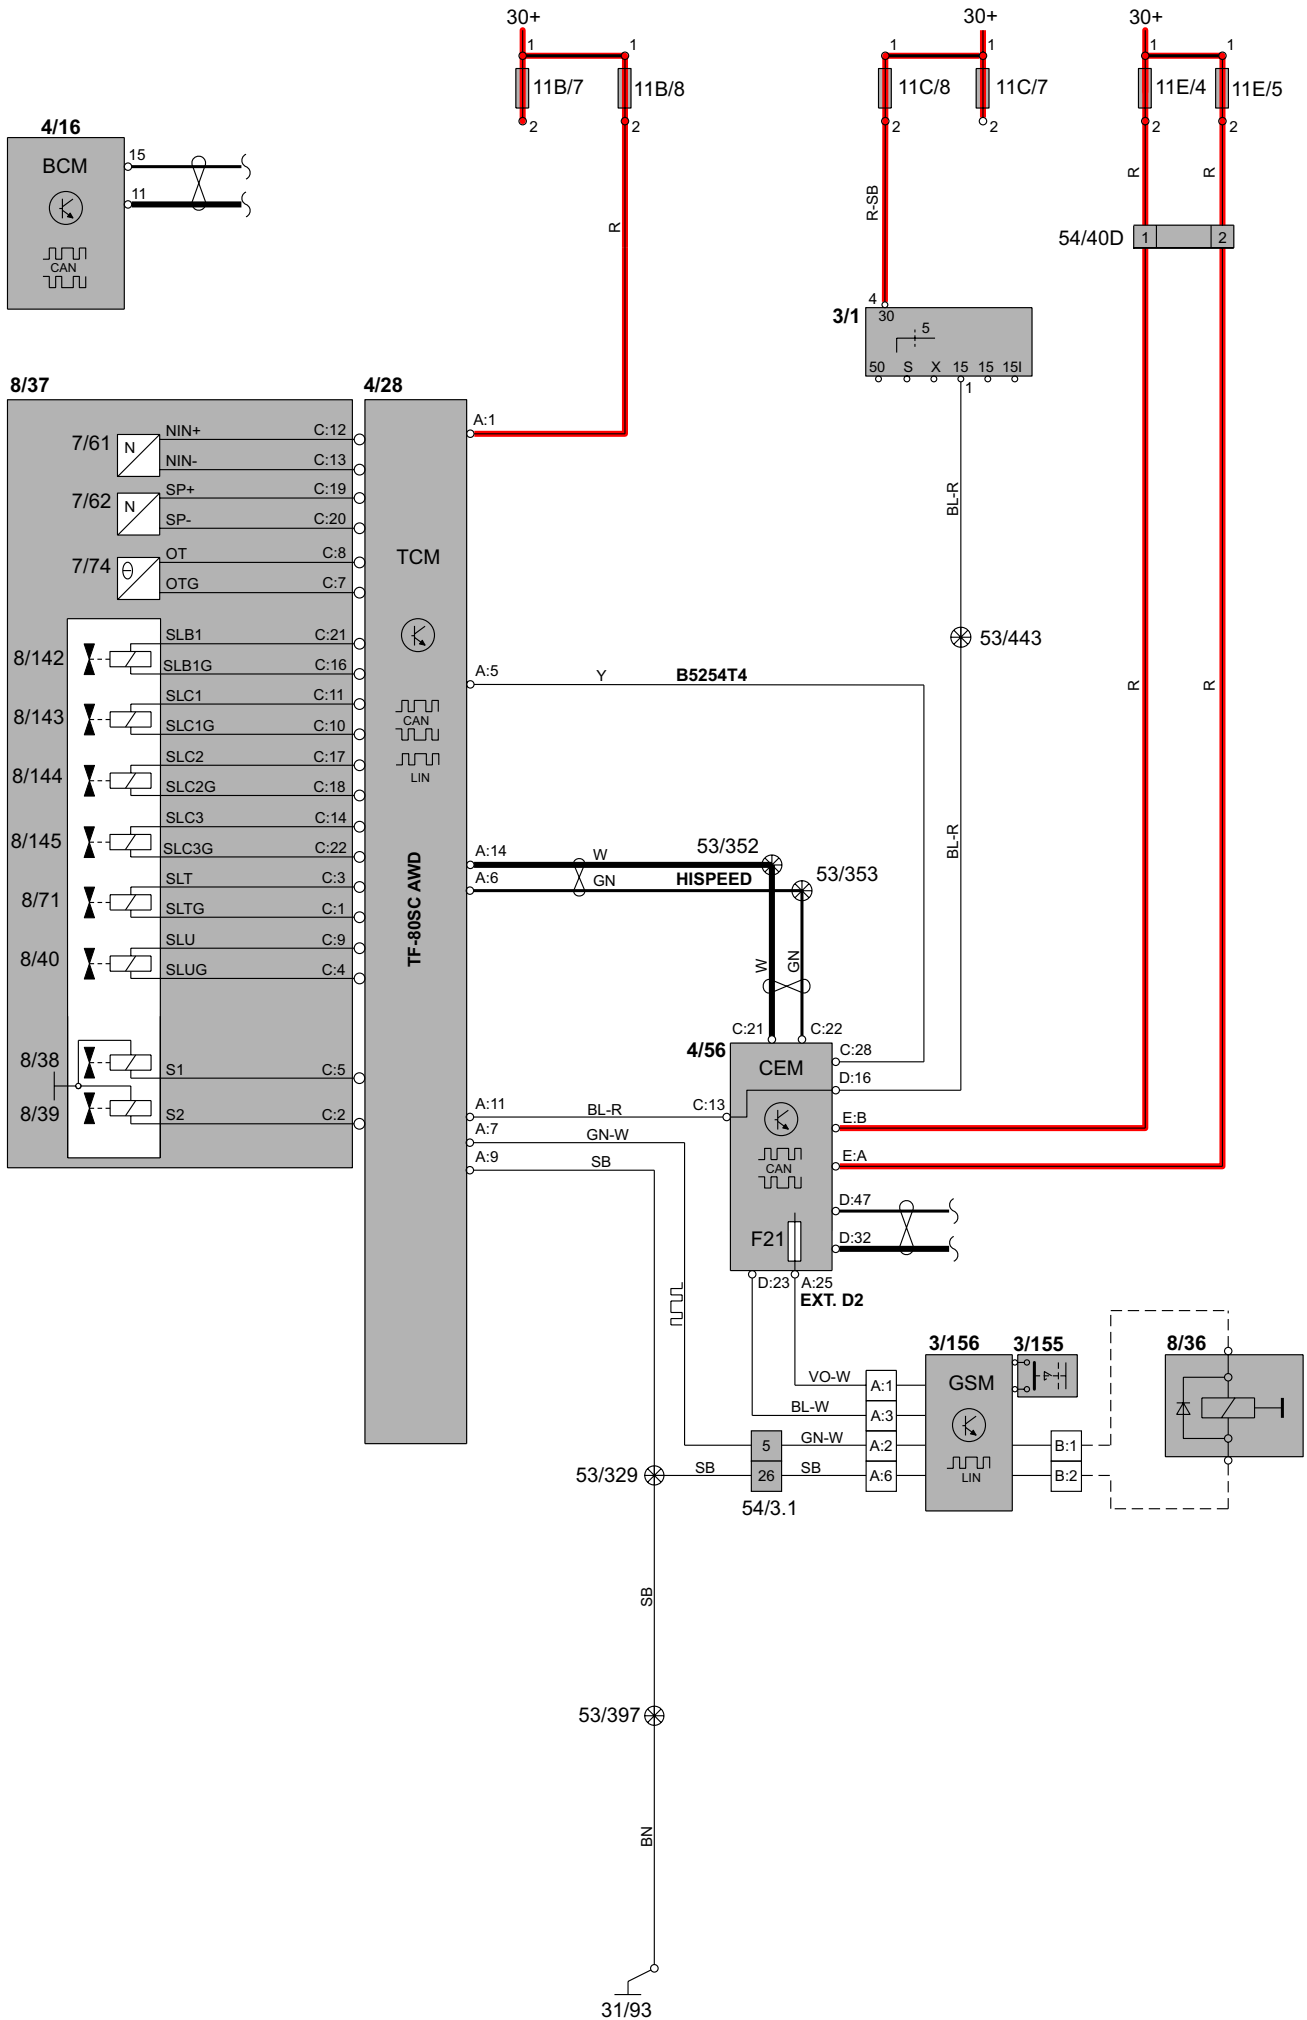 30+
30+
30+
1
1
1
1
1
1
11B/7
11B/8
11C/8
11C/7
11E/4
11E/5
2
2
2
2
2
2
4/16
BCM
15
11
CAN
R
R-SB
R
R
54/40D
1
2
4
3/1
30
5
50
S
X
15
15
15I
1
8/37
4/28
A:1
7/61
N
NIN+
C:12
NIN-
C:13
7/62
N
SP+
C:19
SP-
C:20
BL-R
7/74
OT
C:8
OTG
C:7
TCM
8/142
SLB1
C:21
SLB1G
C:16
53/443
A:5
Y
B5254T4
R
R
8/143
SLC1
C:11
SLC1G
C:10
CAN
8/144
SLC2
C:17
SLC2G
C:18
LIN
8/145
SLC3
C:14
SLC3G
C:22
A:14
W
53/352
BL-R
A:6
GN
HISPEED
53/353
8/71
SLT
C:3
SLTG
C:1
TF-80SC AWD
8/40
SLU
C:9
SLUG
C:4
W
GN
C:21
C:22
8/38
S1
C:5
8/39
S2
C:2
4/56
CEM
C:28
D:16
A:11
BL-R
C:13
A:7
GN-W
E:B
A:9
SB
CAN
E:A
D:47
F21
D:32
D:23
A:25
EXT. D2
3/156
3/155
8/36
VO-W
A:1
GSM
BL-W
A:3
5
GN-W
A:2
B:1
53/329
SB
26
SB
A:6
LIN
B:2
54/3.1
SB
53/397
BN
31/93